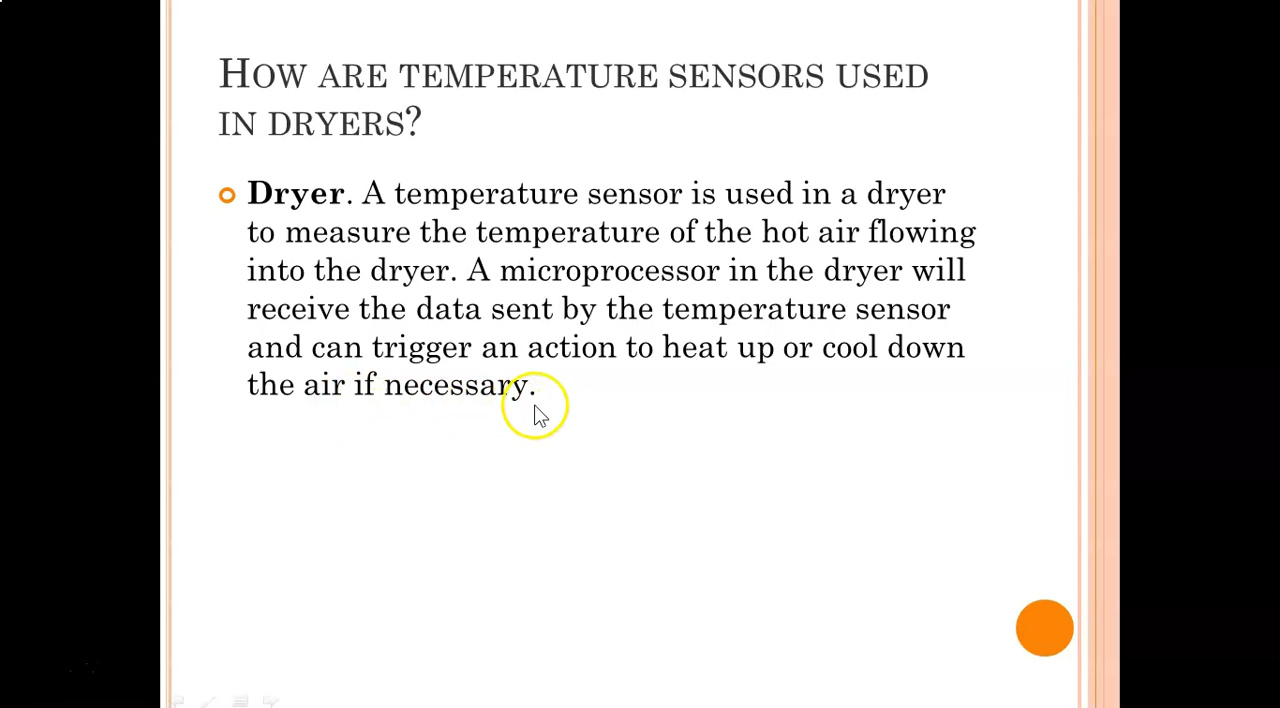 HOW ARE TEMPERATURE SENSORS USED
IN DRYERS?
Dryer. A temperature sensor is used in a dryer
to measure the temperature of the hot air flowing
into the dryer. A microprocessor in the dryer will
receive the data sent by the temperature sensor
and can trigger an action to heat up or cool down
the air if necessary.